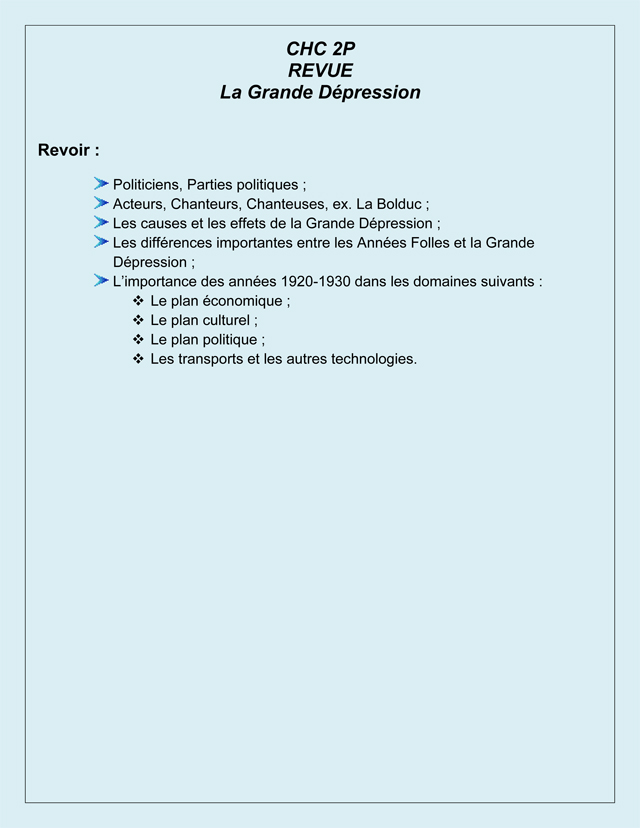 CHC 2P
REVUE
La Grande Dépression
Revoir :
Politiciens, Parties politiques ;
Acteurs, Chanteurs, Chanteuses, ex. La Bolduc ;
Les causes et les effets de la Grande Dépression ;
Les différences importantes entre les Années Folles et la Grande
Dépression ;
L’importance des années 1920-1930 dans les domaines suivants :
❖ Le plan économique ;
❖ Le plan culturel ;
❖ Le plan politique ;
❖ Les transports et les autres technologies.